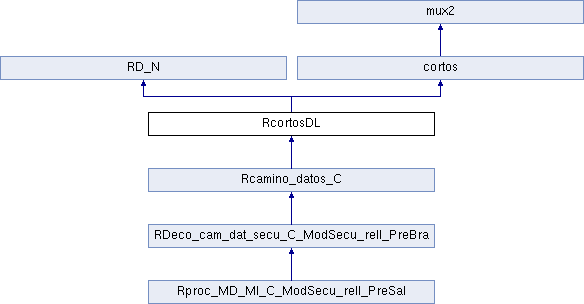 mux2
RD_N
cortos
RcortosDL
Rcamino_datos_C
RDeco_cam_dat_secu_C_ModSecu_rell_PreBra
Rproc_MD_MI_C_ModSecu_rell_PreSal